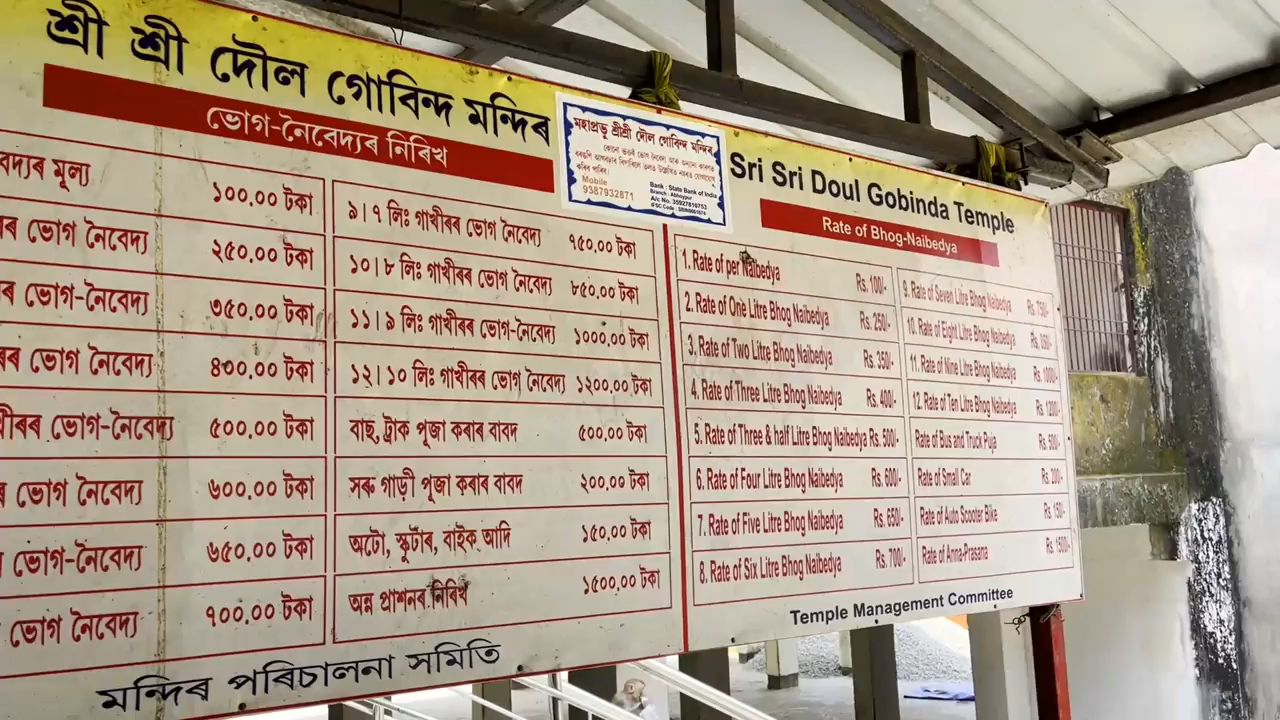 শ্ৰী শ্ৰী দৌল গোবিন্দ মন্দিৰ
ভোগ-নৈবেদ্যৰ নিৰিখ
বেদ্যৰ মূল্য ১০০.০০ টকা
ৰ ভোগ নৈবেদ্য ২৫০.০০ টকা
ৰ ভোগ-নৈবেদ্য ৩৫০.০০ টকা
ৰৰ ভোগ নৈবেদ্য ৪০০.০০ টকা
খীৰৰ ভোগ-নৈবেদ্য ৫০০.০০ টকা
ভোগ নৈবেদ্য ৬০০.০০ টকা
ভোগ-নৈবেদ্য ৬৫০.০০ টকা
ভোগ নৈবেদ্য ৭০০.০০ টকা
৯। ৭ লিঃ গাখীৰৰ ভোগ নৈবেদ্য ৭৫০.০০ টকা
১০। ৮ লিঃ গাখীৰৰ ভোগ নৈবেদ্য ৮৫০.০০ টকা
১১। ৯ লিঃ গাখীৰৰ ভোগ-নৈবেদ্য ১০০০.০০ টকা
১২। ১০ লিঃ গাখীৰৰ ভোগ নৈবেদ্য ১২০০.০০ টকা
বাছ, ট্ৰাক পূজা কৰাৰ বাবদ ৫০০.০০ টকা
সৰু গাড়ী পূজা কৰাৰ বাবদ ২০০.০০ টকা
অটো, স্কুটাৰ, বাইক আদি ১৫০.০০ টকা
অন্ন প্ৰাশনৰ নিৰিখ ১৫০০.০০ টকা
মন্দিৰ পৰিচালনা সমিতি
মহাপ্ৰভু শ্ৰীশ্ৰী দৌল গোবিন্দ মন্দিৰ
Mobile
9387932871
Bank : State Bank of India
Branch : Abhoypur
A/c No. 35927810753
Sri Sri Doul Gobinda Temple
Rate of Bhog-Naibedya
1. Rate of per Naibedya Rs. 100/-
2. Rate of One Litre Bhog Naibedya Rs. 250/-
3. Rate of Two Litre Bhog Naibedya Rs. 350/-
4. Rate of Three Litre Bhog Naibedya Rs. 400/-
5. Rate of Three & half Litre Bhog Naibedya Rs. 500/-
6. Rate of Four Litre Bhog Naibedya Rs. 600/-
7. Rate of Five Litre Bhog Naibedya Rs. 650/-
8. Rate of Six Litre Bhog Naibedya Rs. 700/-
9. Rate of Seven Litre Bhog Naibedya Rs. 750/-
10. Rate of Eight Litre Bhog Naibedya Rs. 850/-
11. Rate of Nine Litre Bhog Naibedya Rs. 1000/-
12. Rate of Ten Litre Bhog Naibedya Rs. 1200/-
Rate of Bus and Truck Puja Rs. 500/-
Rate of Small Car Rs. 200/-
Rate of Auto Scooter Bike Rs. 150/-
Rate of Anna-Prasana Rs. 1500/-
Temple Management Committee